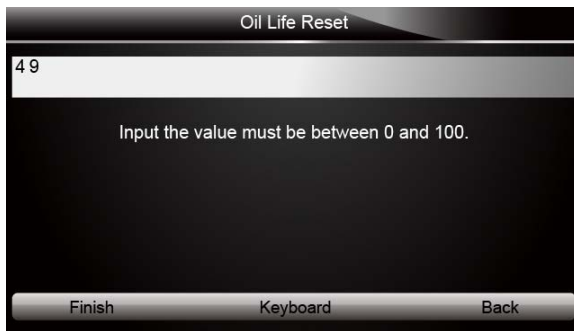 Oil Life Reset
49
Input the value must be between 0 and 100.
Finish Keyboard Back